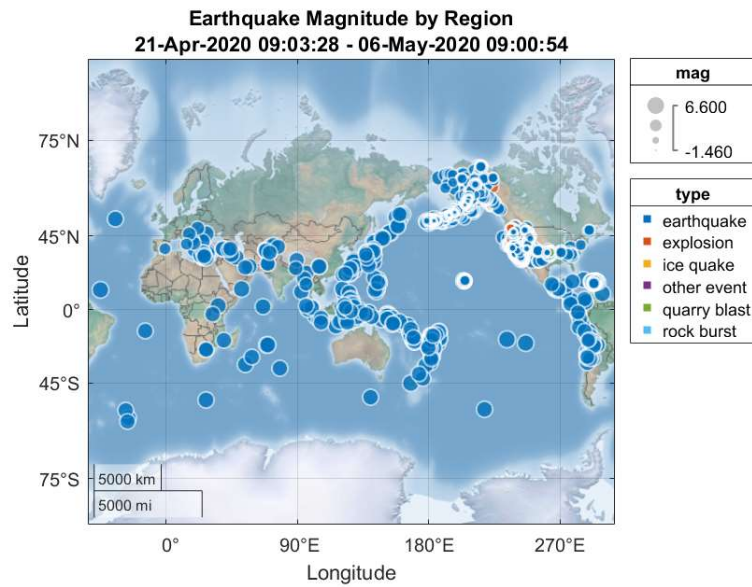 Earthquake Magnitude by Region
21-Apr-2020 09:03:28 - 06-May-2020 09:00:54
mag
6.600
-1.460
type
earthquake
explosion
ice quake
other event
quarry blast
rock burst
75°N
45°N
0°
45°S
75°S
Latitude
5000 km
5000 mi
0°
90°E
180°E
270°E
Longitude